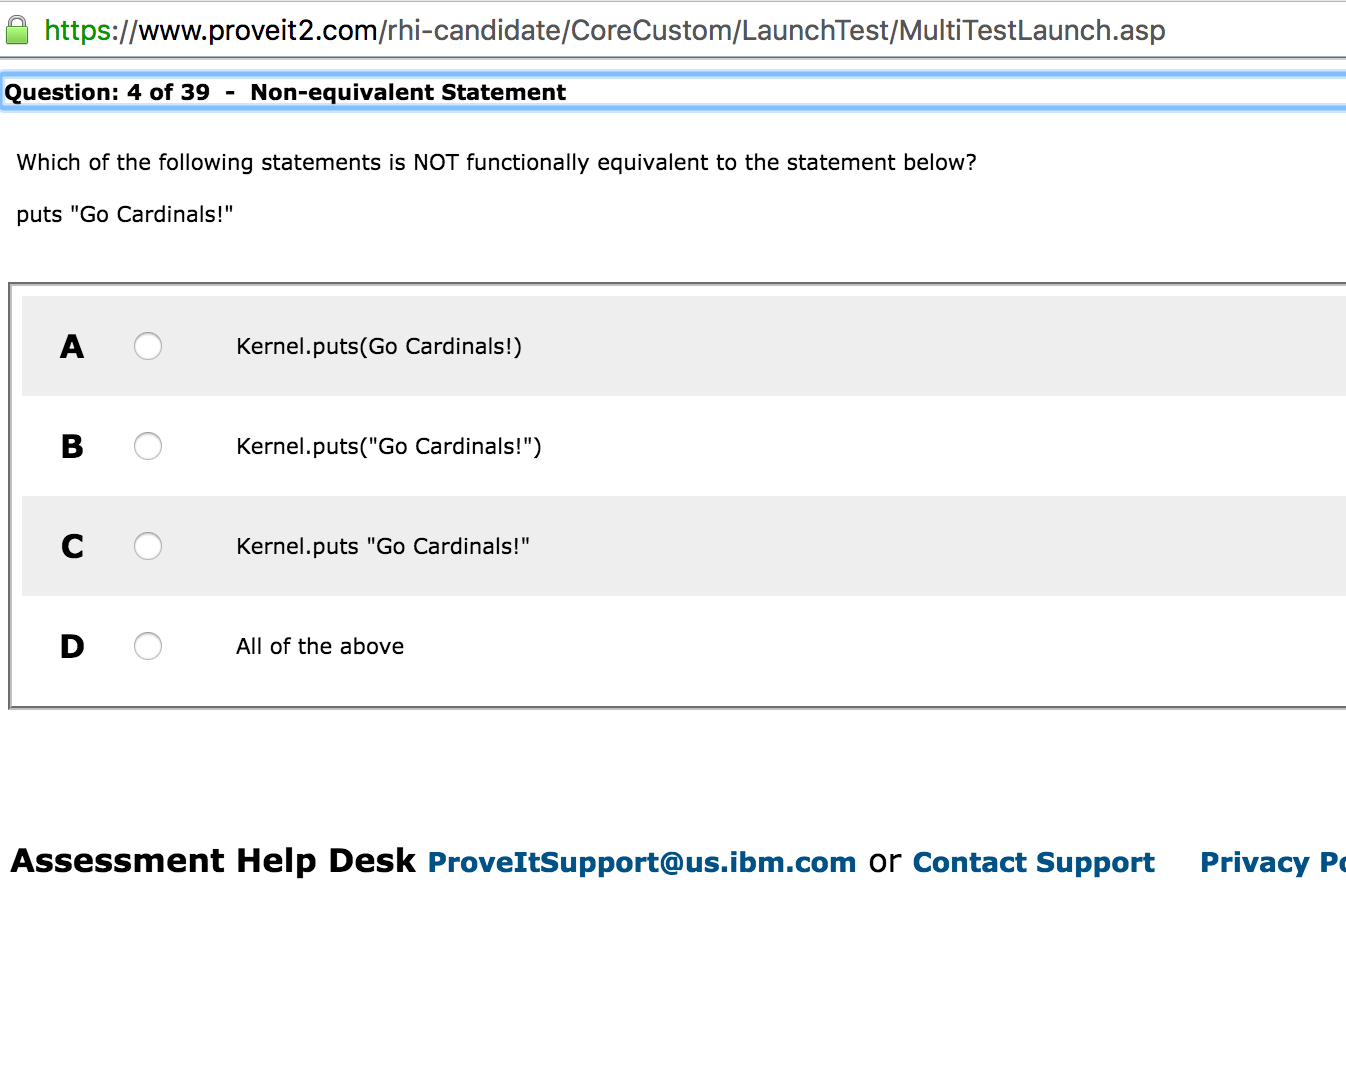 https://www.proveit2.com/rhi-candidate/CoreCustom/LaunchTest/MultiTestLaunch.asp
Question: 4 of 39 - Non-equivalent Statement
Which of the following statements is NOT functionally equivalent to the statement below?
puts "Go Cardinals!"
A Kernel.puts(Go Cardinals!)
B Kernel.puts("Go Cardinals!")
C Kernel.puts "Go Cardinals!"
D All of the above
Assessment Help Desk ProveItSupport@us.ibm.com or Contact Support Privacy